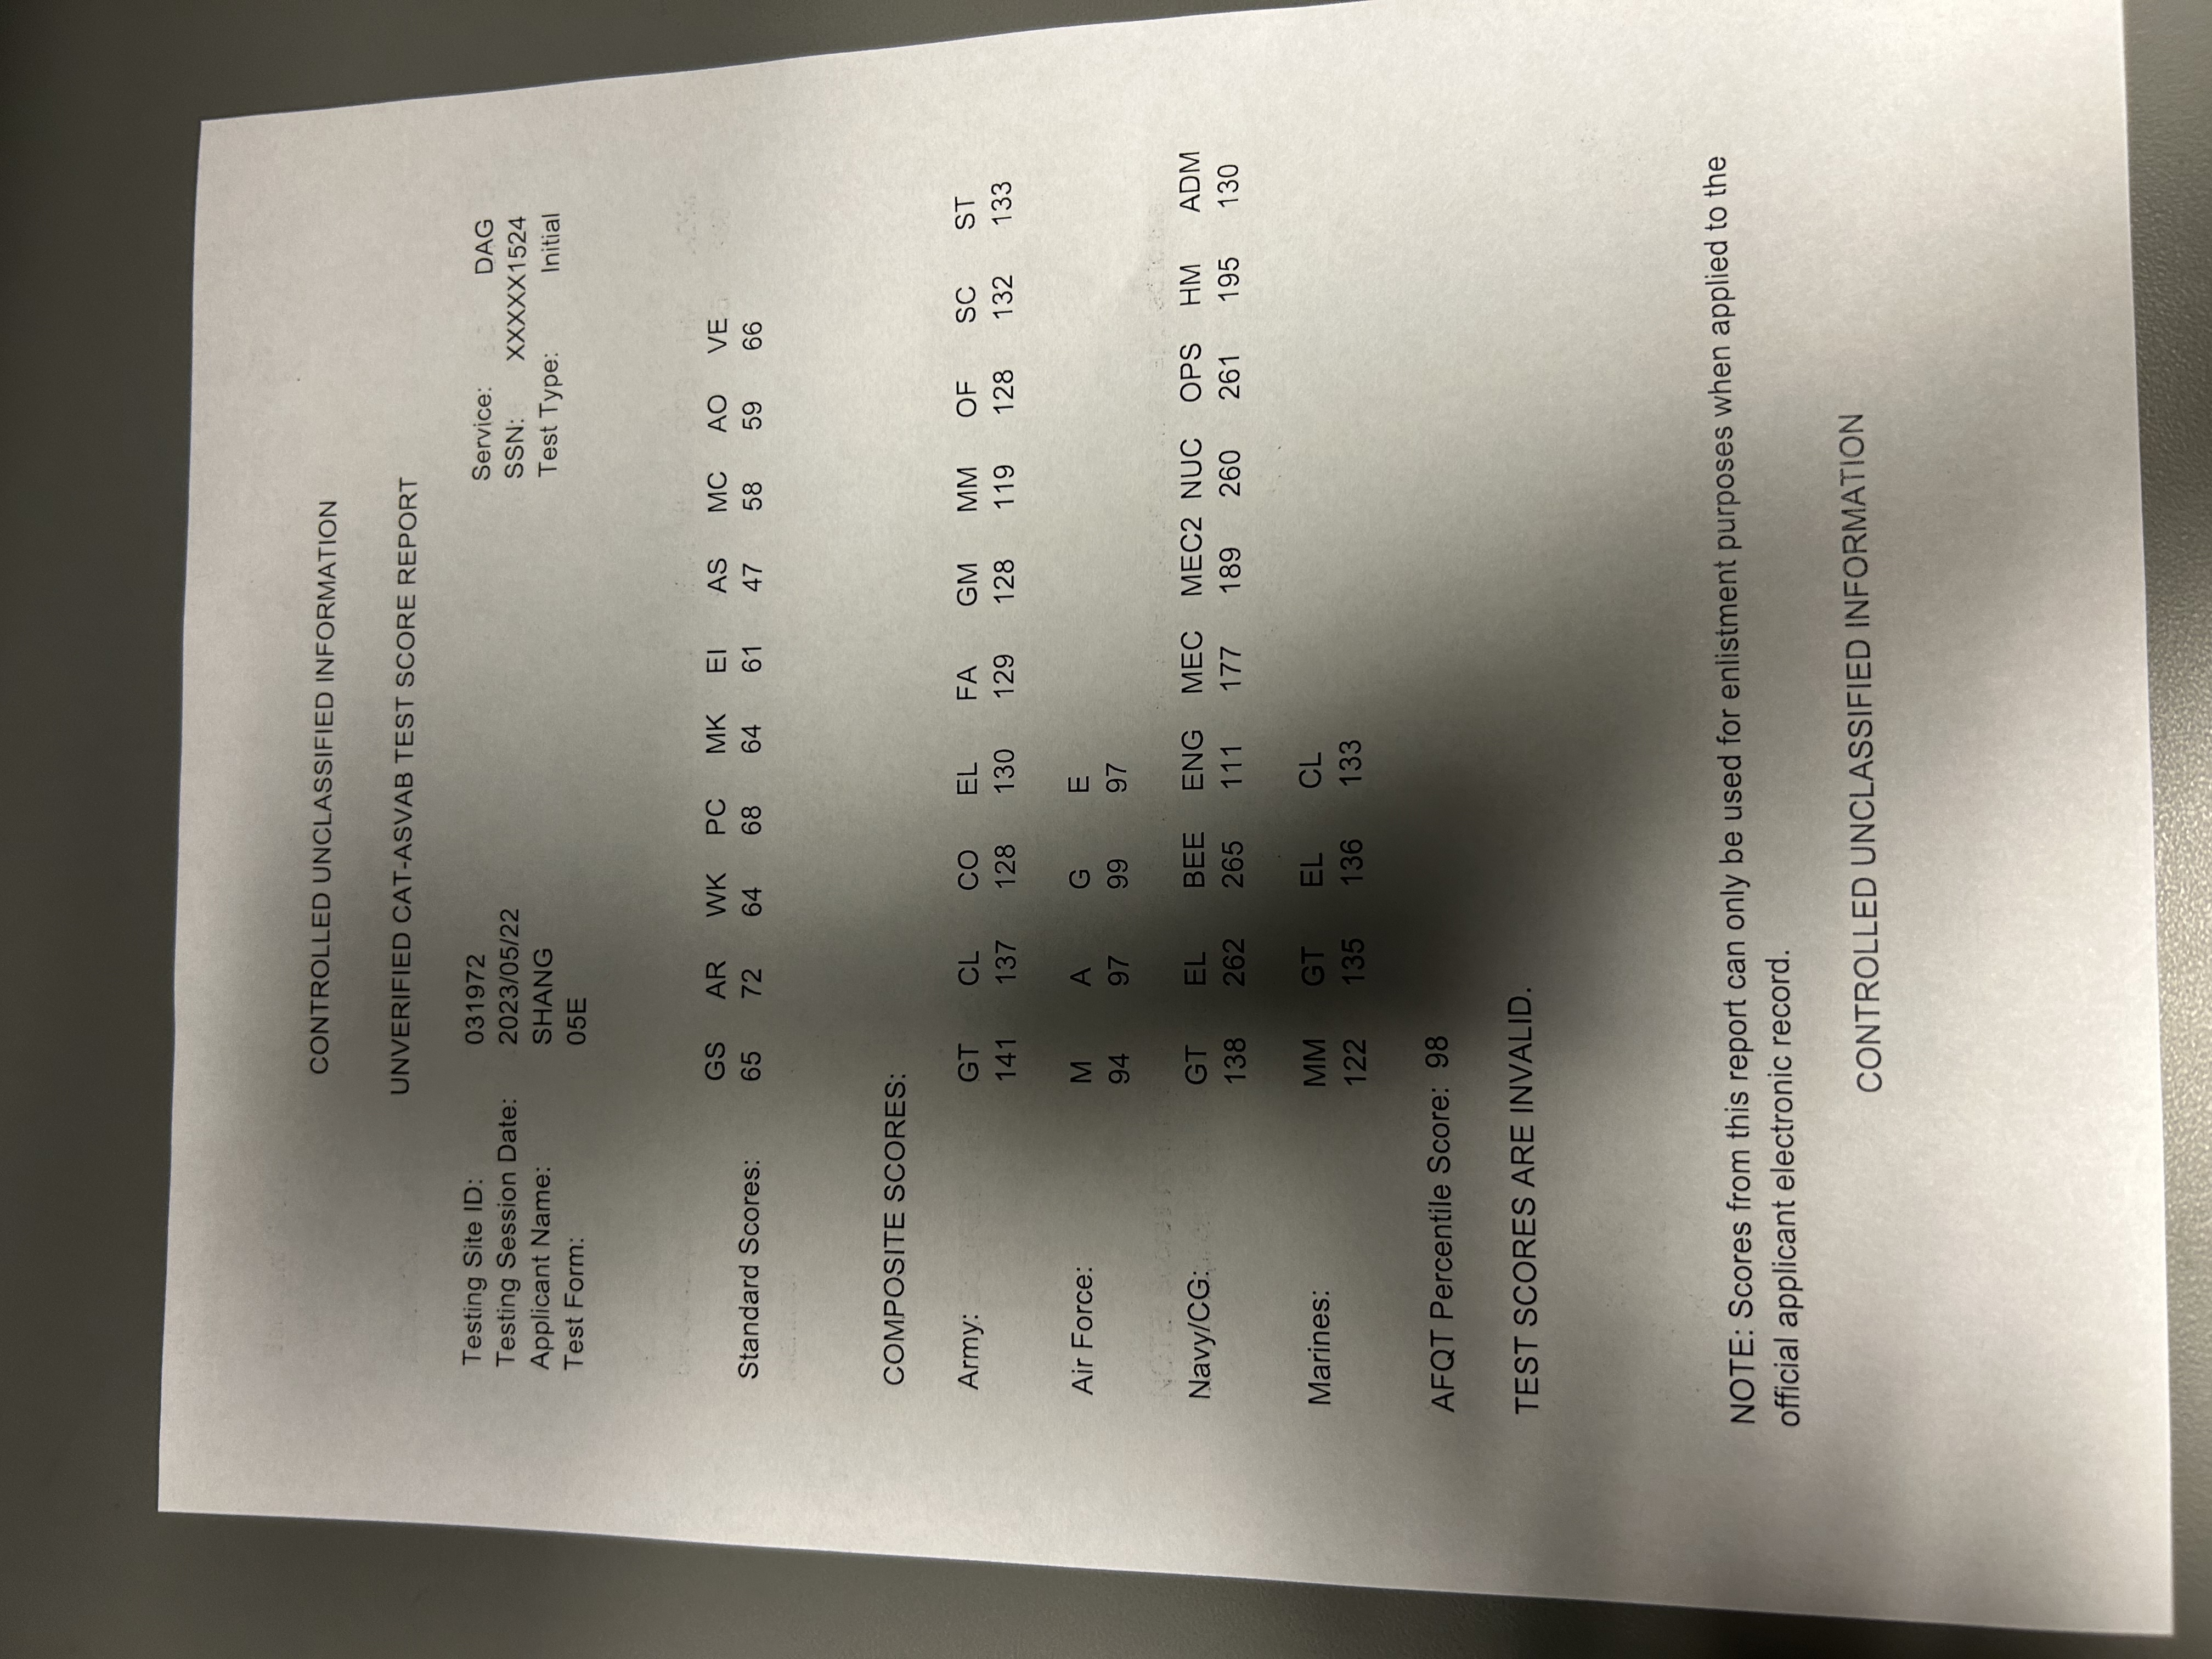 CONTROLLED UNCLASSIFIED INFORMATION
UNVERIFIED CAT-ASVAB TEST SCORE REPORT
Testing Site ID: 031972 Service: DAG
Testing Session Date: 2023/05/22 SSN: XXXXX1524
Applicant Name: SHANG Test Type: Initial
Test Form: 05E
GS AR WK PC MK EI AS MC AO VE
Standard Scores: 65 72 64 68 64 61 47 58 59 66
COMPOSITE SCORES:
Army: GT CL CO EL FA GM MM OF SC ST
141 137 128 130 129 128 119 128 132 133
Air Force: M A G E
94 97 99 97
Navy/CG: GT EL BEE ENG MEC MEC2 NUC OPS HM ADM
138 262 265 111 177 189 260 261 195 130
Marines: MM GT EL CL
122 135 136 133
AFQT Percentile Score: 98
TEST SCORES ARE INVALID.
NOTE: Scores from this report can only be used for enlistment purposes when applied to the
official applicant electronic record.
CONTROLLED UNCLASSIFIED INFORMATION